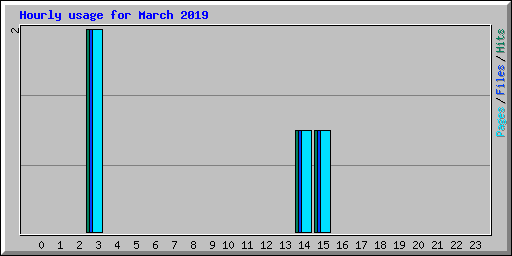 Hourly usage for March 2019
2
Pages/Files/Hits
0 1 2 3 4 5 6 7 8 9 10 11 12 13 14 15 16 17 18 19 20 21 22 23